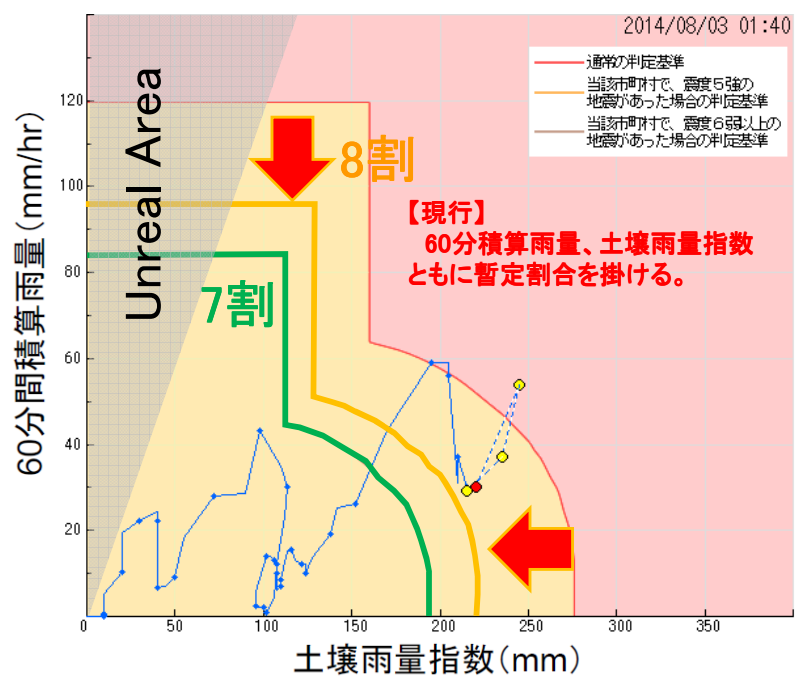 2014/08/03 01:40
通常の判定基準
当該市町村で、震度5強の
地震があった場合の判定基準
当該市町村で、震度6弱以上の
地震があった場合の判定基準
Unreal Area
8割
7割
【現行】
60分積算雨量、土壌雨量指数
ともに暫定割合を掛ける。
60分間積算雨量(mm/hr)
120
100
80
60
40
20
0
50
100
150
200
250
300
350
土壌雨量指数(mm)